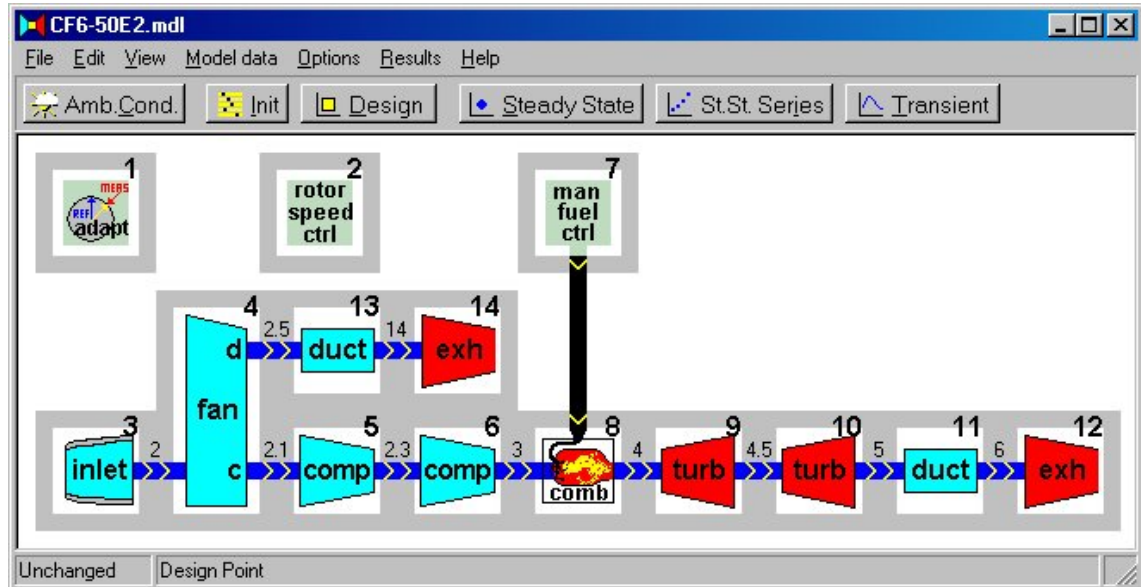 CF6-50E2.mdl
File Edit View Model data Options Results Help
Amb.Cond. Init Design Steady State St.St. Series Transient
1 2 7
MEAS
REF
adapt
rotor
speed
ctrl
man
fuel
ctrl
4 13 14
2.5 14
d duct exh
fan
3 5 6 8 9 10 11 12
2 2.1 2.3 3 4 4.5 5 6
inlet c comp comp turb turb duct exh
comb
Unchanged Design Point